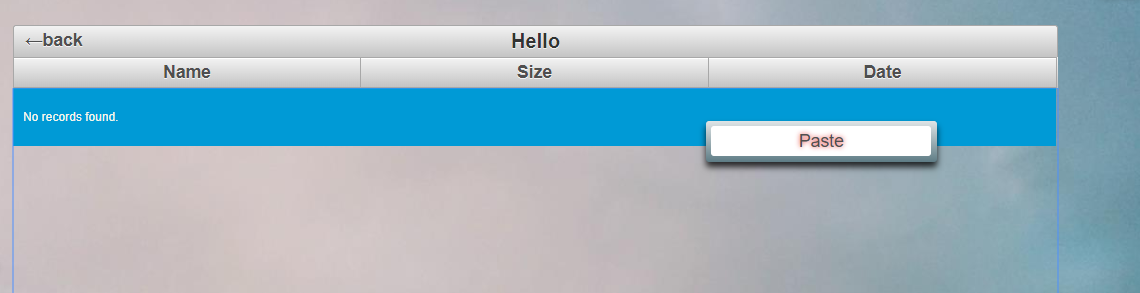 ←back
Hello
Name Size Date
No records found.
Paste